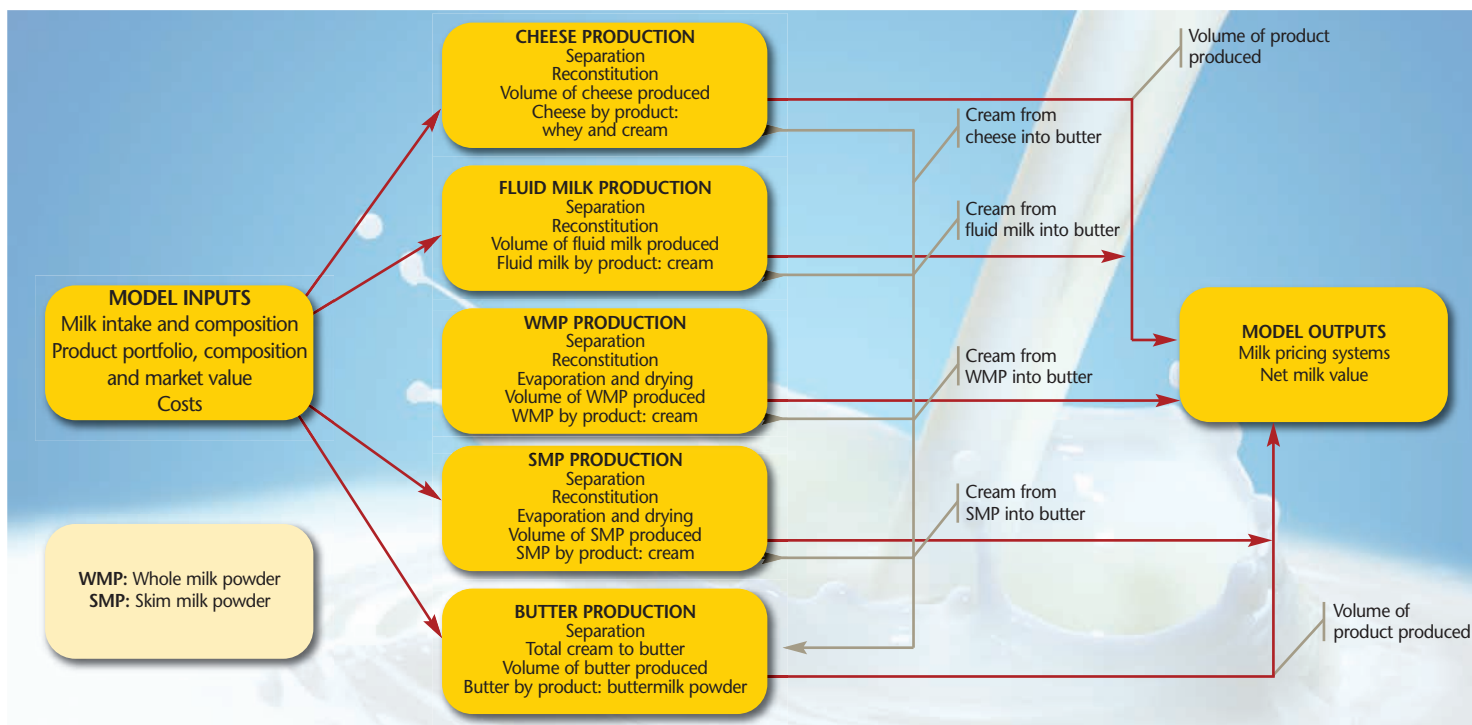 CHEESE PRODUCTION
Separation
Reconstitution
Volume of cheese produced
Cheese by product:
whey and cream
Volume of product
produced
Cream from
cheese into butter
FLUID MILK PRODUCTION
Separation
Reconstitution
Volume of fluid milk produced
Fluid milk by product: cream
Cream from
fluid milk into butter
MODEL INPUTS
Milk intake and composition
Product portfolio, composition
and market value
Costs
WMP PRODUCTION
Separation
Reconstitution
Evaporation and drying
Volume of WMP produced
WMP by product: cream
Cream from
WMP into butter
MODEL OUTPUTS
Milk pricing systems
Net milk value
SMP PRODUCTION
Separation
Reconstitution
Evaporation and drying
Volume of SMP produced
SMP by product: cream
Cream from
SMP into butter
WMP: Whole milk powder
SMP: Skim milk powder
BUTTER PRODUCTION
Separation
Total cream to butter
Volume of butter produced
Butter by product: buttermilk powder
Volume of
product produced